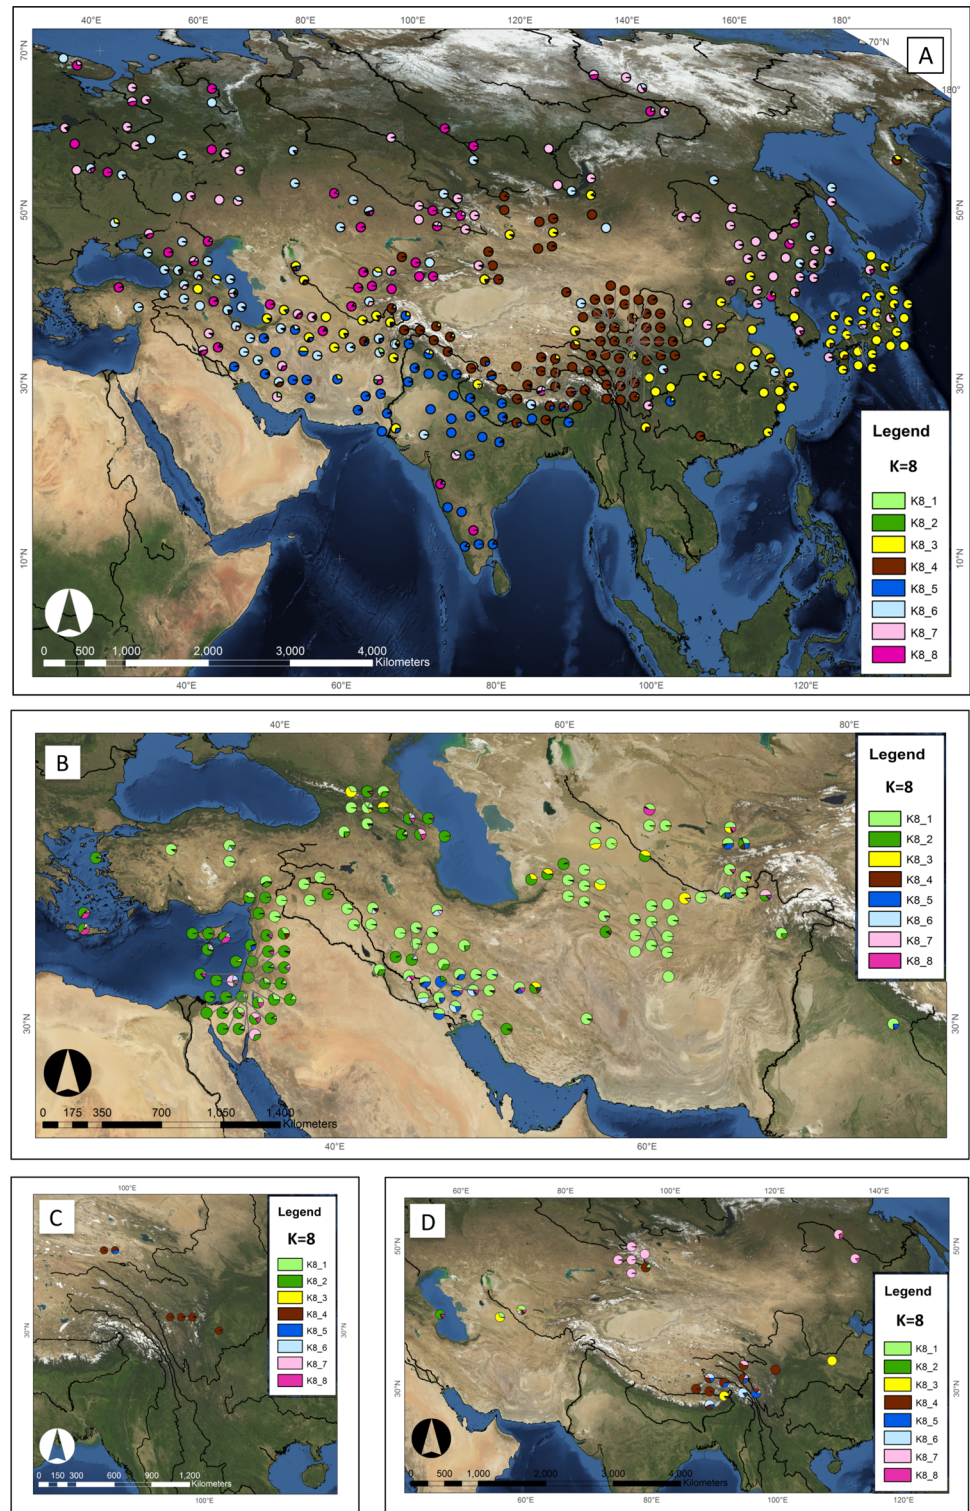 40°E 60°E 80°E 100°E 120°E 140°E 160°E 180°
A
70°N
70°N
180°
50°N
50°N
30°N
30°N
10°N
10°N
Legend
K=8
K8_1
K8_2
K8_3
K8_4
K8_5
K8_6
K8_7
K8_8
0 500 1,000 2,000 3,000 4,000
Kilometers
40°E 60°E 80°E 100°E 120°E
40°E 60°E 80°E
B
Legend
K=8
K8_1
K8_2
K8_3
K8_4
K8_5
K8_6
K8_7
K8_8
30°N
30°N
0 175 350 700 1,050 1,400
Kilometers
40°E 60°E
100°E
C
Legend
K=8
K8_1
K8_2
K8_3
K8_4
K8_5
K8_6
K8_7
K8_8
30°N
30°N
0 150 300 600 900 1,200
Kilometers
100°E
60°E 80°E 100°E 120°E 140°E
D
50°N
50°N
Legend
K=8
K8_1
K8_2
K8_3
K8_4
K8_5
K8_6
K8_7
K8_8
30°N
30°N
0 500 1,000 2,000 3,000 4,000
Kilometers
60°E 80°E 100°E 120°E